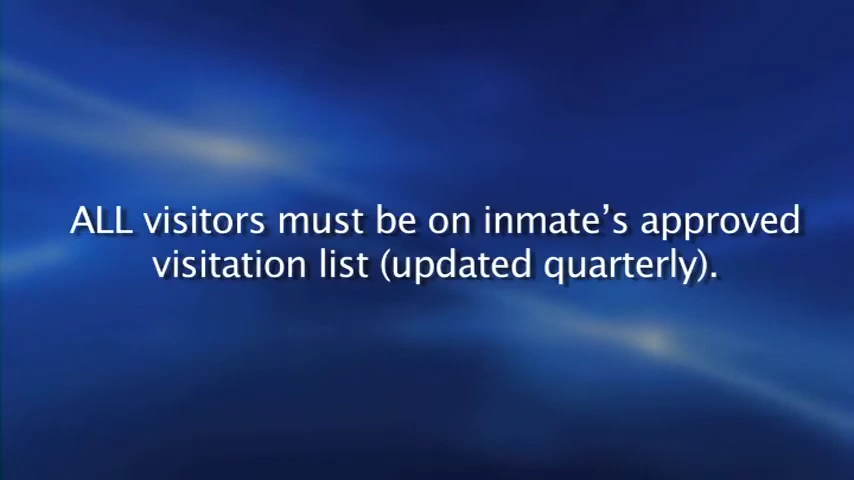 ALL visitors must be on inmate’s approved
visitation list (updated quarterly).